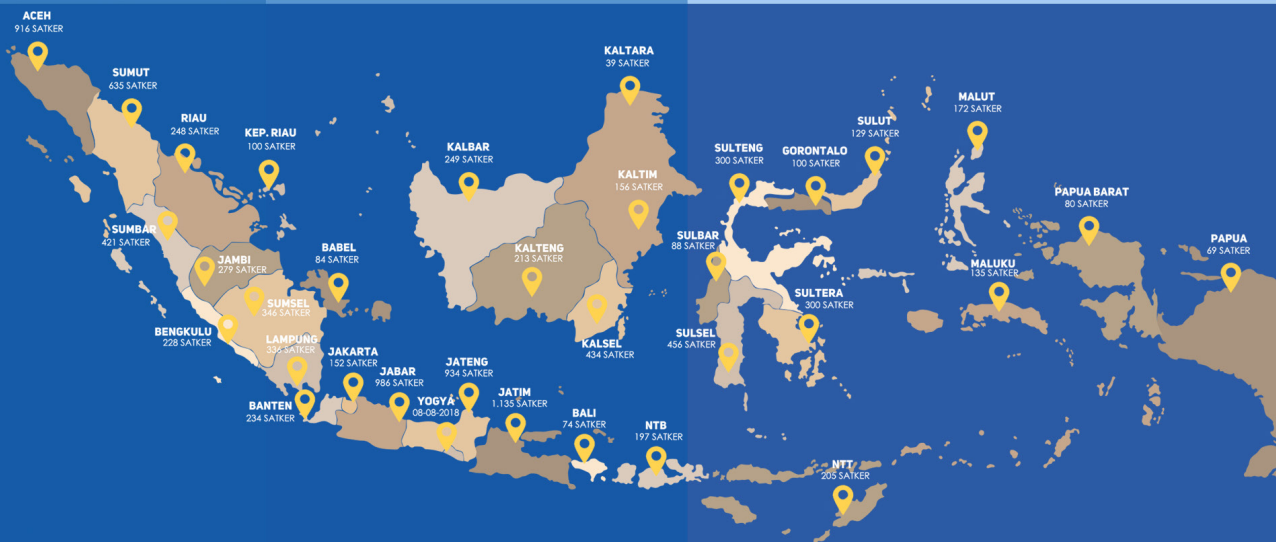 ACEH
916 SATKER
SUMUT
635 SATKER
RIAU
248 SATKER
KEP. RIAU
100 SATKER
SUMBAR
421 SATKER
JAMBI
279 SATKER
BABEL
84 SATKER
SUMSEL
346 SATKER
BENGKULU
228 SATKER
LAMPUNG
336 SATKER
BANTEN
234 SATKER
JAKARTA
152 SATKER
JABAR
986 SATKER
YOGYA
08-08-2018
JATENG
934 SATKER
JATIM
1,135 SATKER
BALI
74 SATKER
NTB
197 SATKER
NTT
205 SATKER
KALBAR
249 SATKER
KALTENG
213 SATKER
KALSEL
434 SATKER
KALTIM
156 SATKER
KALTARA
39 SATKER
SULTENG
300 SATKER
GORONTALO
100 SATKER
SULUT
129 SATKER
SULBAR
88 SATKER
SULSEL
456 SATKER
SULTERA
300 SATKER
MALUT
172 SATKER
MALUKU
135 SATKER
PAPUA BARAT
80 SATKER
PAPUA
69 SATKER